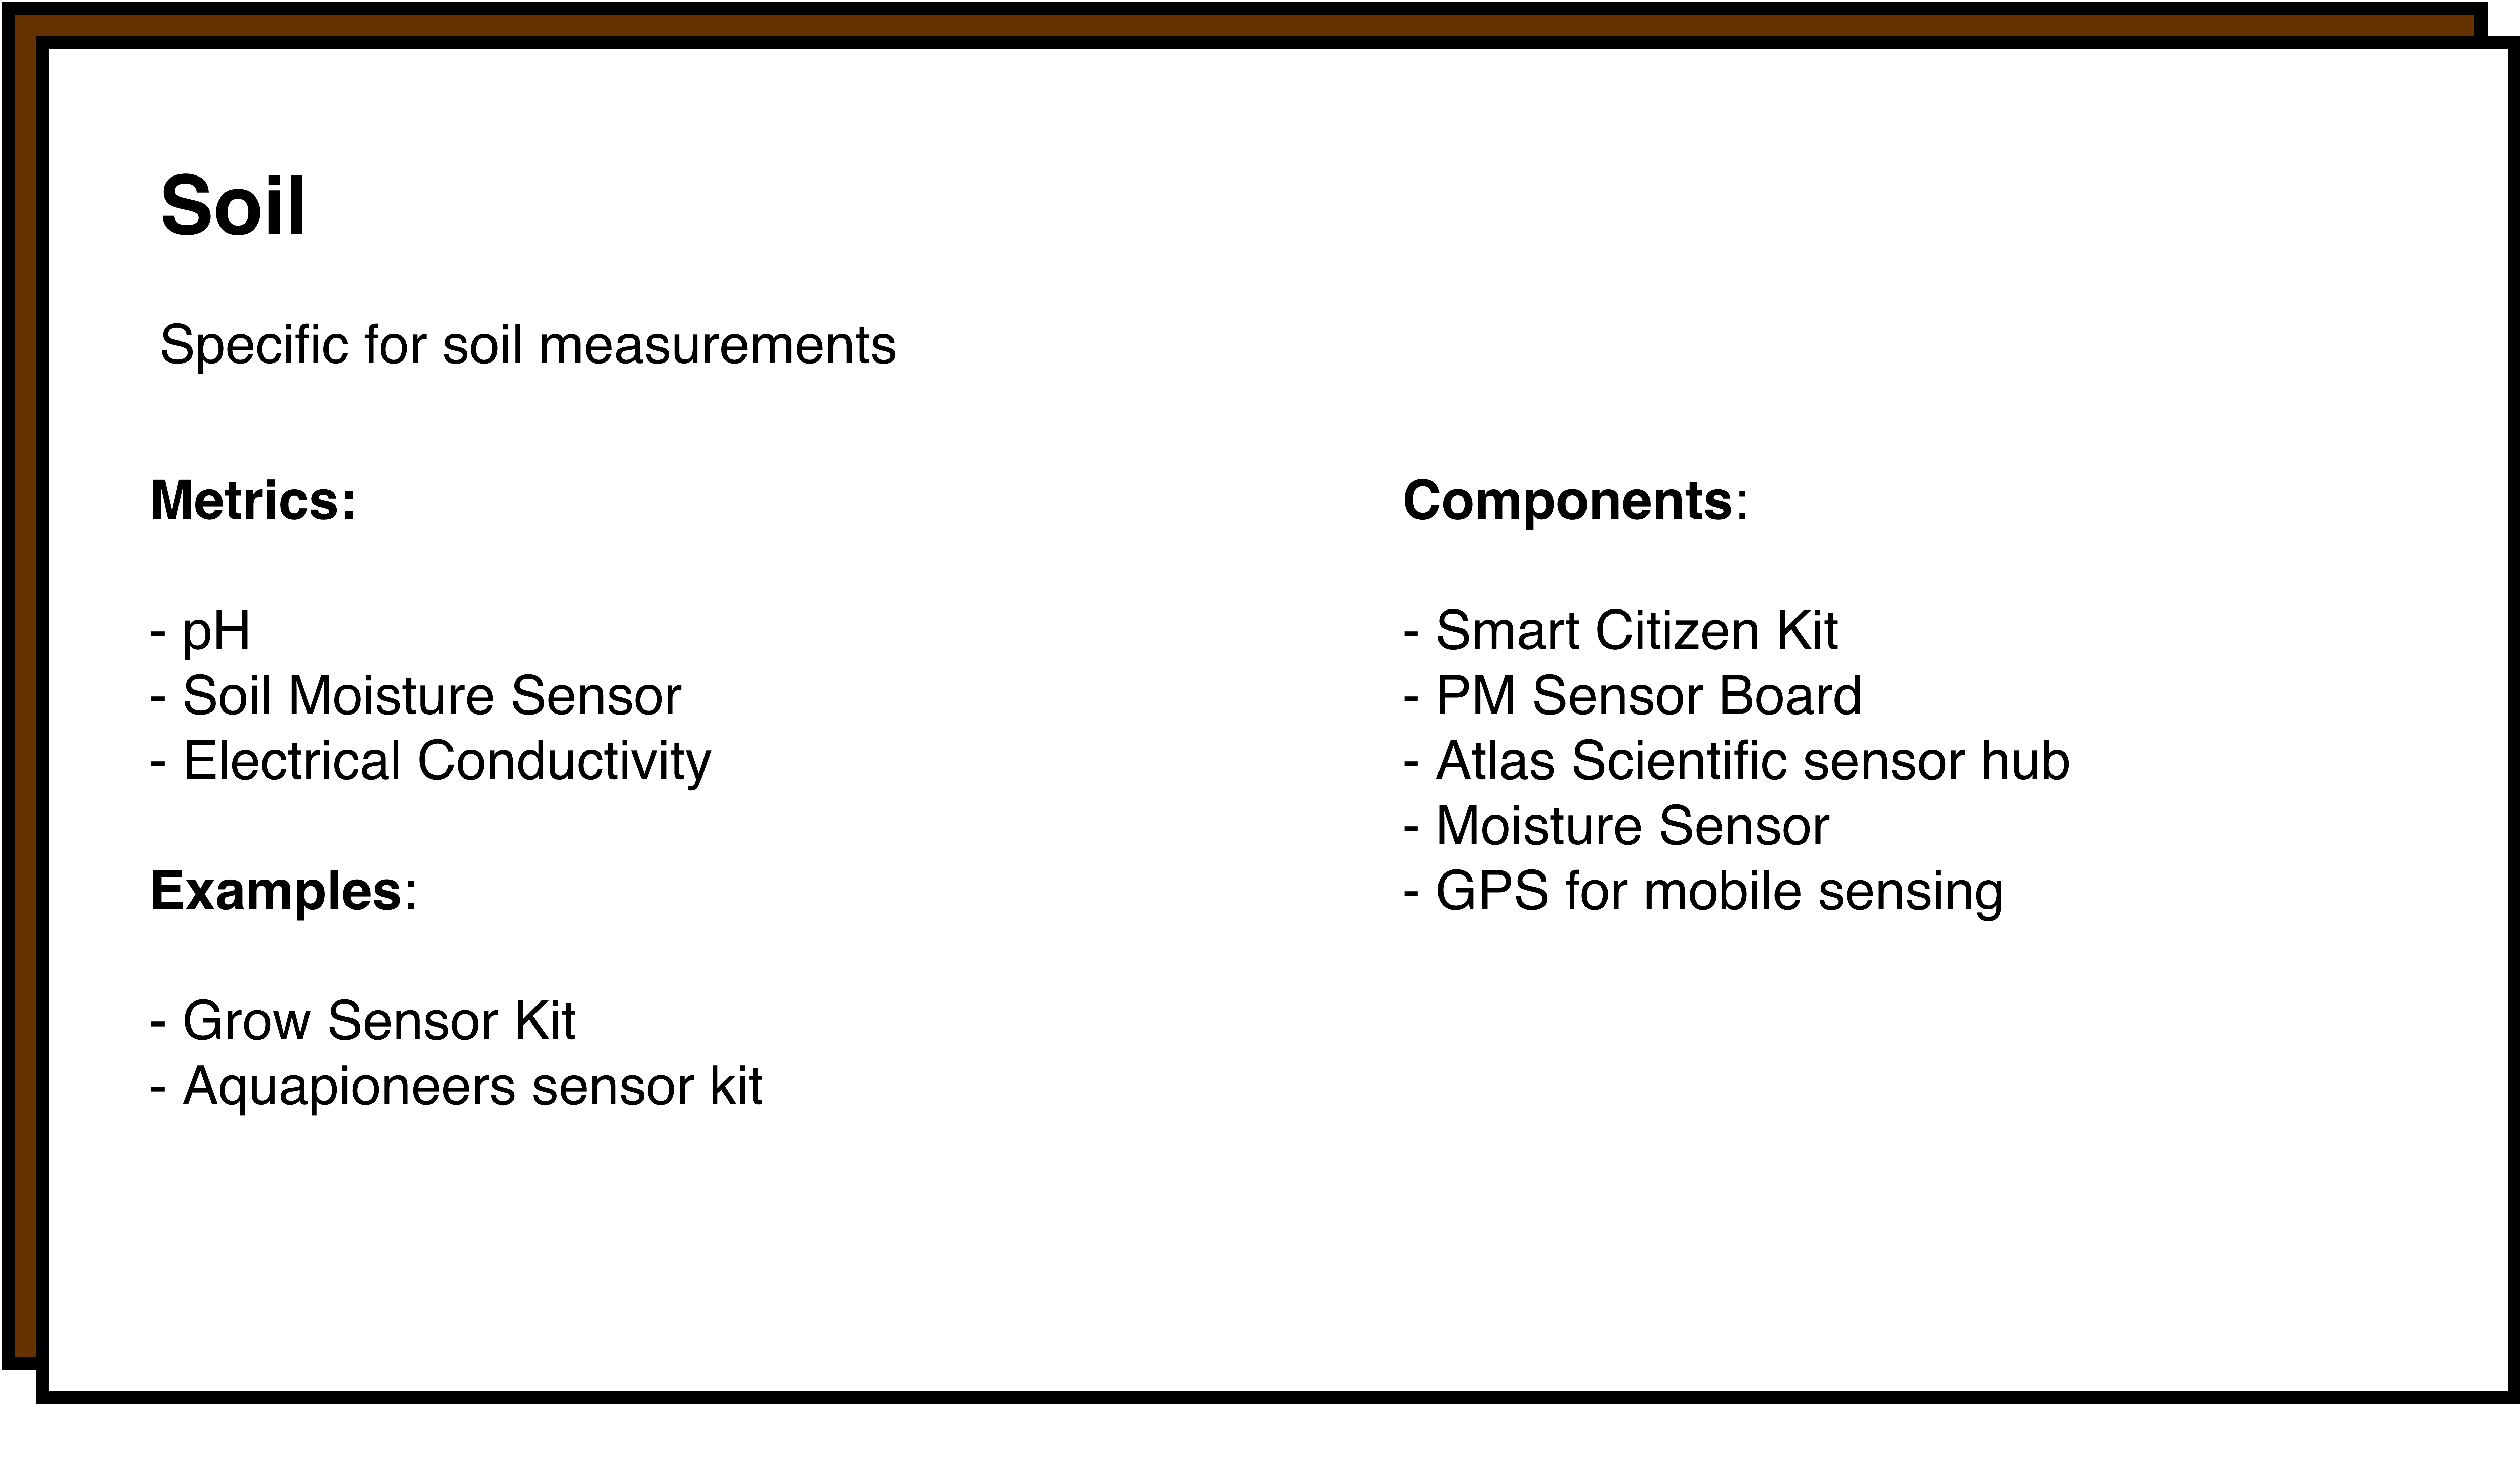 Soil
Specific for soil measurements
Metrics:
- pH
- Soil Moisture Sensor
- Electrical Conductivity
Examples:
- Grow Sensor Kit
- Aquapioneers sensor kit
Components:
- Smart Citizen Kit
- PM Sensor Board
- Atlas Scientific sensor hub
- Moisture Sensor
- GPS for mobile sensing